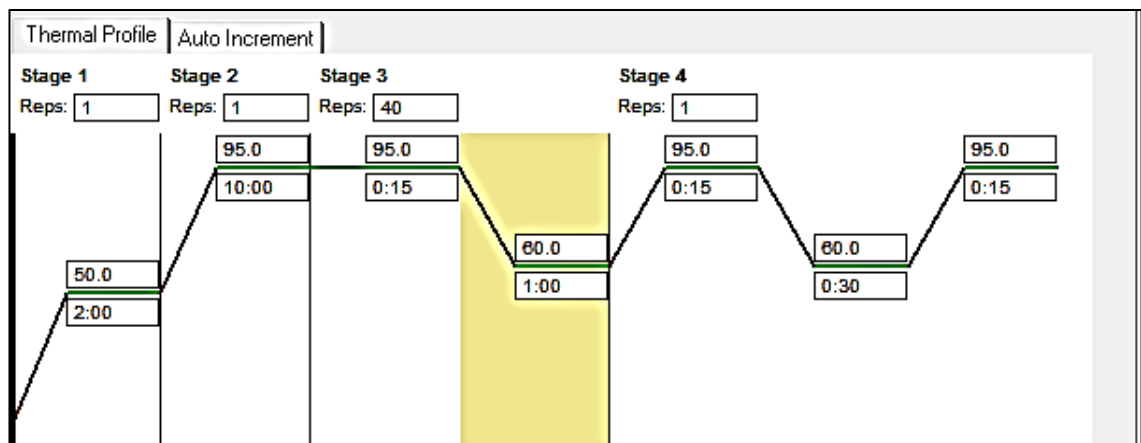 Thermal Profile Auto Increment
Stage 1 Stage 2 Stage 3 Stage 4
Reps: 1 Reps: 1 Reps: 40 Reps: 1
95.0 95.0 95.0 95.0
10:00 0:15 0:15 0:15
60.0 60.0
50.0
1:00 0:30
2:00